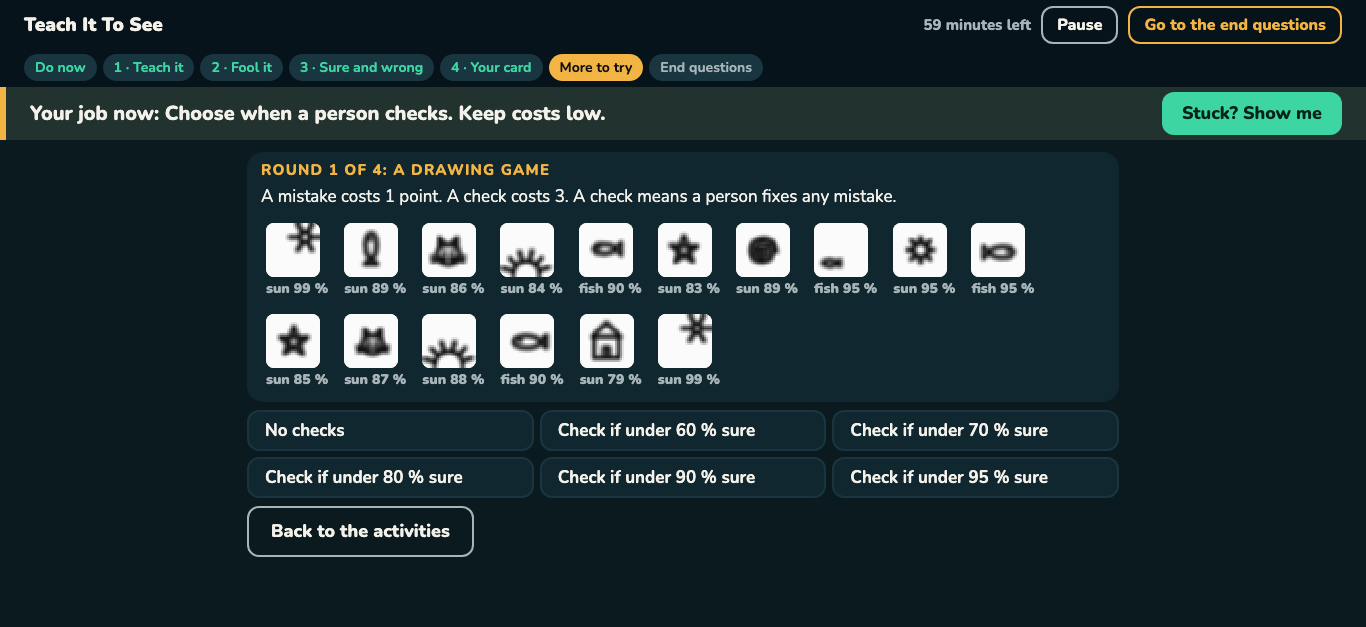 Teach It To See
59 minutes left
Pause
Go to the end questions
Do now
1 · Teach it
2 · Fool it
3 · Sure and wrong
4 · Your card
More to try
End questions
Your job now: Choose when a person checks. Keep costs low.
Stuck? Show me
ROUND 1 OF 4: A DRAWING GAME
A mistake costs 1 point. A check costs 3. A check means a person fixes any mistake.
sun 99 % sun 89 % sun 86 % sun 84 % fish 90 % sun 83 % sun 89 % fish 95 % sun 95 % fish 95 %
sun 85 % sun 87 % sun 88 % fish 90 % sun 79 % sun 99 %
No checks
Check if under 60 % sure
Check if under 70 % sure
Check if under 80 % sure
Check if under 90 % sure
Check if under 95 % sure
Back to the activities